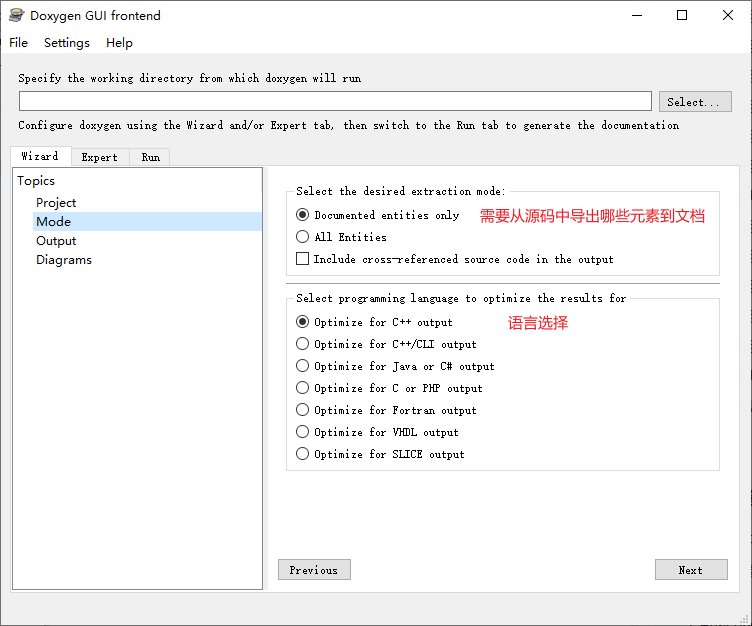 Doxygen GUI frontend
File Settings Help
Specify the working directory from which doxygen will run
Select...
Configure doxygen using the Wizard and/or Expert tab, then switch to the Run tab to generate the documentation
Wizard Expert Run
Topics
Project
Mode
Output
Diagrams
Select the desired extraction mode:
Documented entities only 需要从源码中导出哪些元素到文档
All Entities
Include cross-referenced source code in the output
Select programming language to optimize the results for
Optimize for C++ output 语言选择
Optimize for C++/CLI output
Optimize for Java or C# output
Optimize for C or PHP output
Optimize for Fortran output
Optimize for VHDL output
Optimize for SLICE output
Previous Next